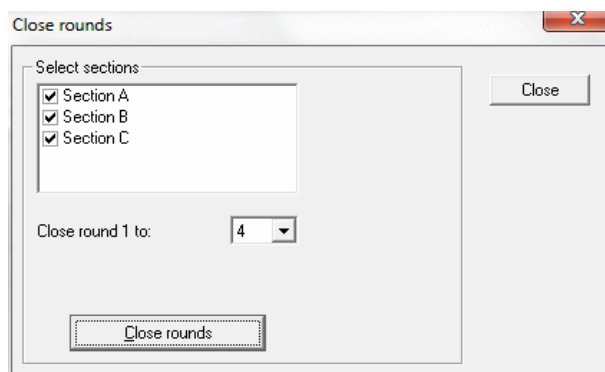 Close rounds
X
Select sections
Section A
Section B
Section C
Close
Close round 1 to:
4
Close rounds